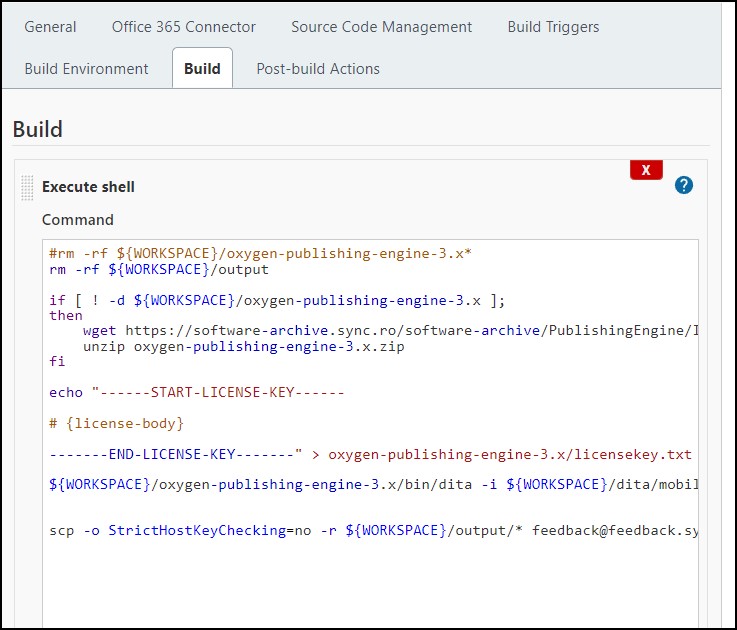 General Office 365 Connector Source Code Management Build Triggers
Build Environment Build Post-build Actions
Build
X
Execute shell ?
Command
#rm -rf ${WORKSPACE}/oxygen-publishing-engine-3.x*
rm -rf ${WORKSPACE}/output
if [ ! -d ${WORKSPACE}/oxygen-publishing-engine-3.x ];
then
wget https://software-archive.sync.ro/software-archive/PublishingEngine/I
unzip oxygen-publishing-engine-3.x.zip
fi
echo "------START-LICENSE-KEY------
# {license-body}
-------END-LICENSE-KEY-------" > oxygen-publishing-engine-3.x/licensekey.txt
${WORKSPACE}/oxygen-publishing-engine-3.x/bin/dita -i ${WORKSPACE}/dita/mobil
scp -o StrictHostKeyChecking=no -r ${WORKSPACE}/output/* feedback@feedback.sy